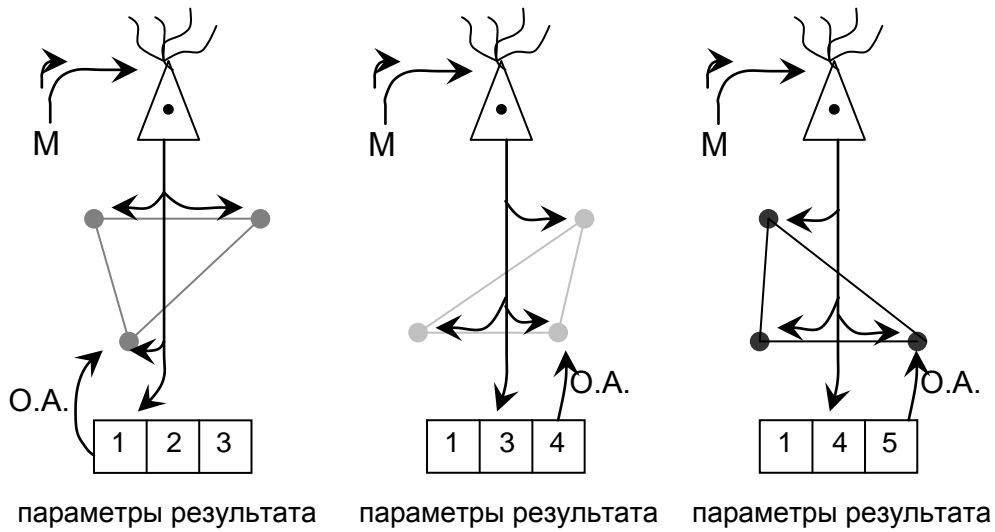 М М М
О.А. О.А. О.А.
1 2 3 1 3 4 1 4 5
параметры результата параметры результата параметры результата